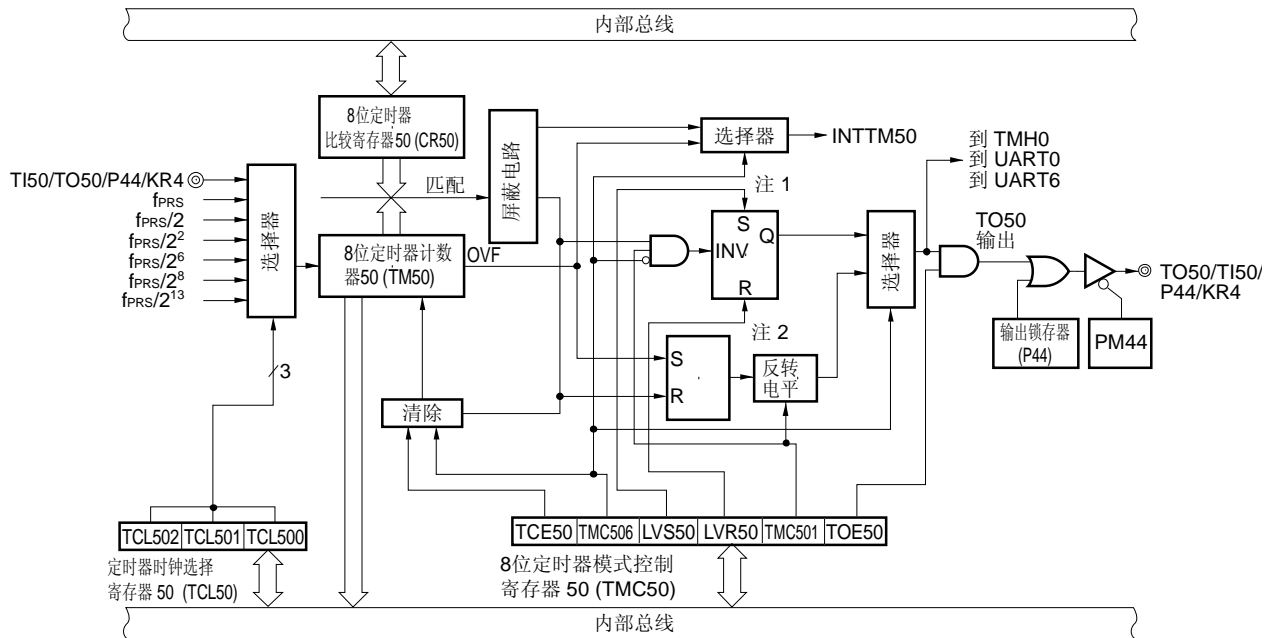 内部总线
8位定时器
比较寄存器50 (CR50)
屏蔽电路
选择器
INTTM50
到 TMH0
到 UART0
到 UART6
TI50/TO50/P44/KR4
fPRS
fPRS/2
fPRS/2²
fPRS/2⁶
fPRS/2⁸
fPRS/2¹³
选择器
匹配
注 1
8位定时器计数
器50 (TM50)
OVF
S
Q
INV
R
选择器
TO50
输出
TO50/TI50/
P44/KR4
输出锁存器
(P44)
PM44
注 2
S
R
反转
电平
3
清除
TCL502 TCL501 TCL500
定时器时钟选择
寄存器 50 (TCL50)
TCE50 TMC506 LVS50 LVR50 TMC501 TOE50
8位定时器模式控制
寄存器 50 (TMC50)
内部总线